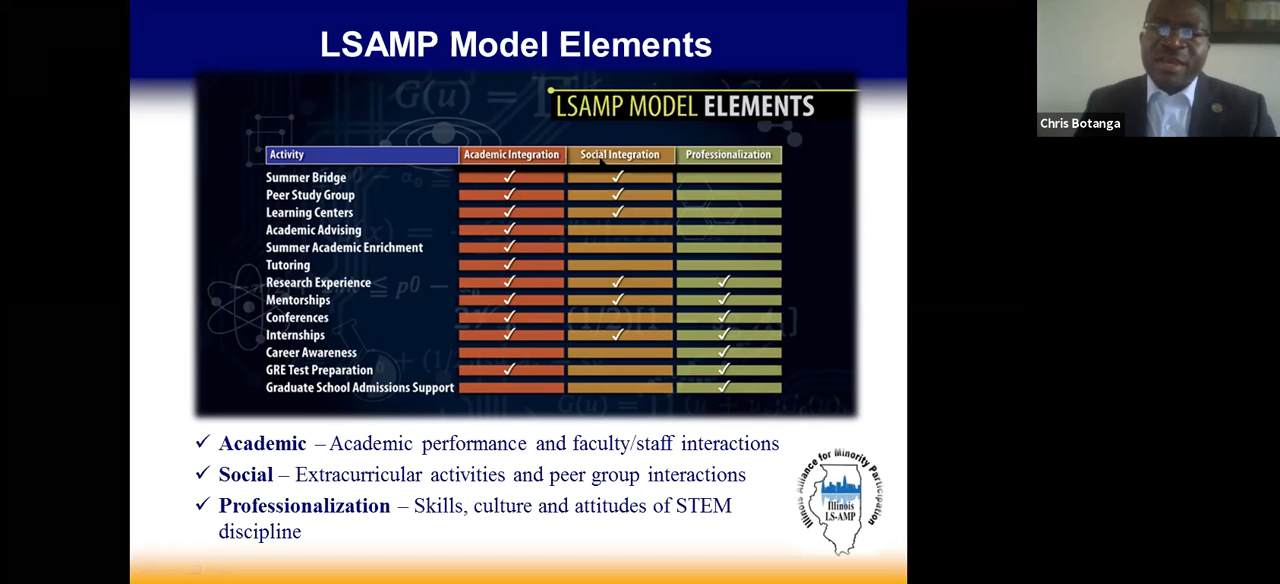 LSAMP Model Elements
LSAMP MODEL ELEMENTS
Activity Academic Integration Social Integration Professionalization
Summer Bridge ✓ ✓
Peer Study Group ✓ ✓
Learning Centers ✓ ✓
Academic Advising ✓
Summer Academic Enrichment ✓
Tutoring ✓
Research Experience ✓ ✓ ✓
Mentorships ✓ ✓ ✓
Conferences ✓ ✓
Internships ✓ ✓ ✓
Career Awareness ✓
GRE Test Preparation ✓ ✓
Graduate School Admissions Support ✓
✓ Academic – Academic performance and faculty/staff interactions
✓ Social – Extracurricular activities and peer group interactions
✓ Professionalization – Skills, culture and attitudes of STEM
discipline
Illinois Alliance for Minority Participation
Illinois
LS-AMP
Chris Botanga